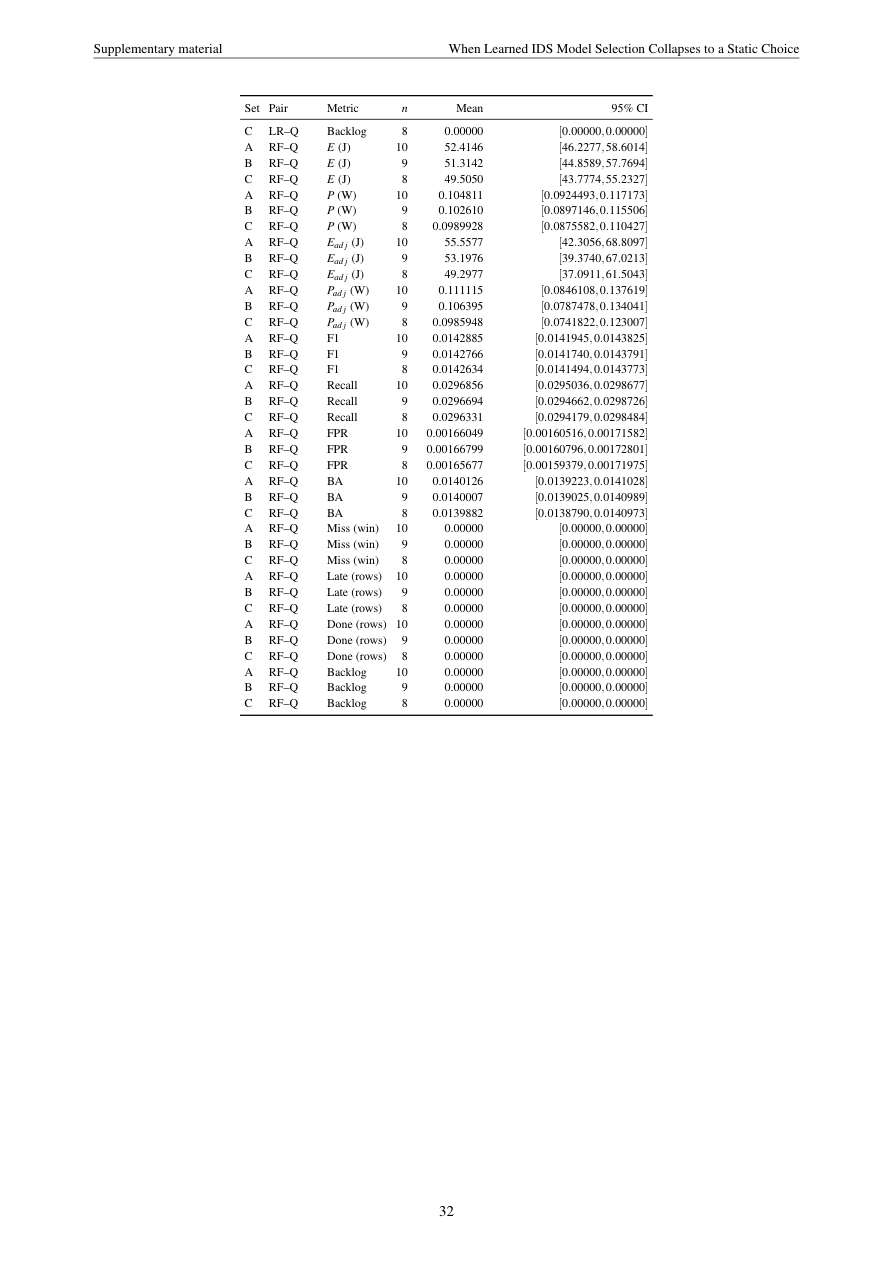 Supplementary material When Learned IDS Model Selection Collapses to a Static Choice
Set Pair Metric n Mean 95% CI
C LR–Q Backlog 8 0.00000 [0.00000, 0.00000]
A RF–Q E (J) 10 52.4146 [46.2277, 58.6014]
B RF–Q E (J) 9 51.3142 [44.8589, 57.7694]
C RF–Q E (J) 8 49.5050 [43.7774, 55.2327]
A RF–Q P (W) 10 0.104811 [0.0924493, 0.117173]
B RF–Q P (W) 9 0.102610 [0.0897146, 0.115506]
C RF–Q P (W) 8 0.0989928 [0.0875582, 0.110427]
A RF–Q Eadj (J) 10 55.5577 [42.3056, 68.8097]
B RF–Q Eadj (J) 9 53.1976 [39.3740, 67.0213]
C RF–Q Eadj (J) 8 49.2977 [37.0911, 61.5043]
A RF–Q Padj (W) 10 0.111115 [0.0846108, 0.137619]
B RF–Q Padj (W) 9 0.106395 [0.0787478, 0.134041]
C RF–Q Padj (W) 8 0.0985948 [0.0741822, 0.123007]
A RF–Q F1 10 0.0142885 [0.0141945, 0.0143825]
B RF–Q F1 9 0.0142766 [0.0141740, 0.0143791]
C RF–Q F1 8 0.0142634 [0.0141494, 0.0143773]
A RF–Q Recall 10 0.0296856 [0.0295036, 0.0298677]
B RF–Q Recall 9 0.0296694 [0.0294662, 0.0298726]
C RF–Q Recall 8 0.0296331 [0.0294179, 0.0298484]
A RF–Q FPR 10 0.00166049 [0.00160516, 0.00171582]
B RF–Q FPR 9 0.00166799 [0.00160796, 0.00172801]
C RF–Q FPR 8 0.00165677 [0.00159379, 0.00171975]
A RF–Q BA 10 0.0140126 [0.0139223, 0.0141028]
B RF–Q BA 9 0.0140007 [0.0139025, 0.0140989]
C RF–Q BA 8 0.0139882 [0.0138790, 0.0140973]
A RF–Q Miss (win) 10 0.00000 [0.00000, 0.00000]
B RF–Q Miss (win) 9 0.00000 [0.00000, 0.00000]
C RF–Q Miss (win) 8 0.00000 [0.00000, 0.00000]
A RF–Q Late (rows) 10 0.00000 [0.00000, 0.00000]
B RF–Q Late (rows) 9 0.00000 [0.00000, 0.00000]
C RF–Q Late (rows) 8 0.00000 [0.00000, 0.00000]
A RF–Q Done (rows) 10 0.00000 [0.00000, 0.00000]
B RF–Q Done (rows) 9 0.00000 [0.00000, 0.00000]
C RF–Q Done (rows) 8 0.00000 [0.00000, 0.00000]
A RF–Q Backlog 10 0.00000 [0.00000, 0.00000]
B RF–Q Backlog 9 0.00000 [0.00000, 0.00000]
C RF–Q Backlog 8 0.00000 [0.00000, 0.00000]
32